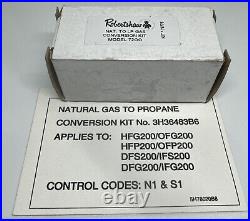 Robertshaw
NAT. TO LP GAS
CONVERSION KIT
MODEL 7200
NATURAL GAS TO PROPANE
CONVERSION KIT No. 3H36483B6
APPLIES TO: HFG200/OFG200
HFP200/OFP200
DFS200/IFS200
DFG200/IFG200
CONTROL CODES: N1 & S1